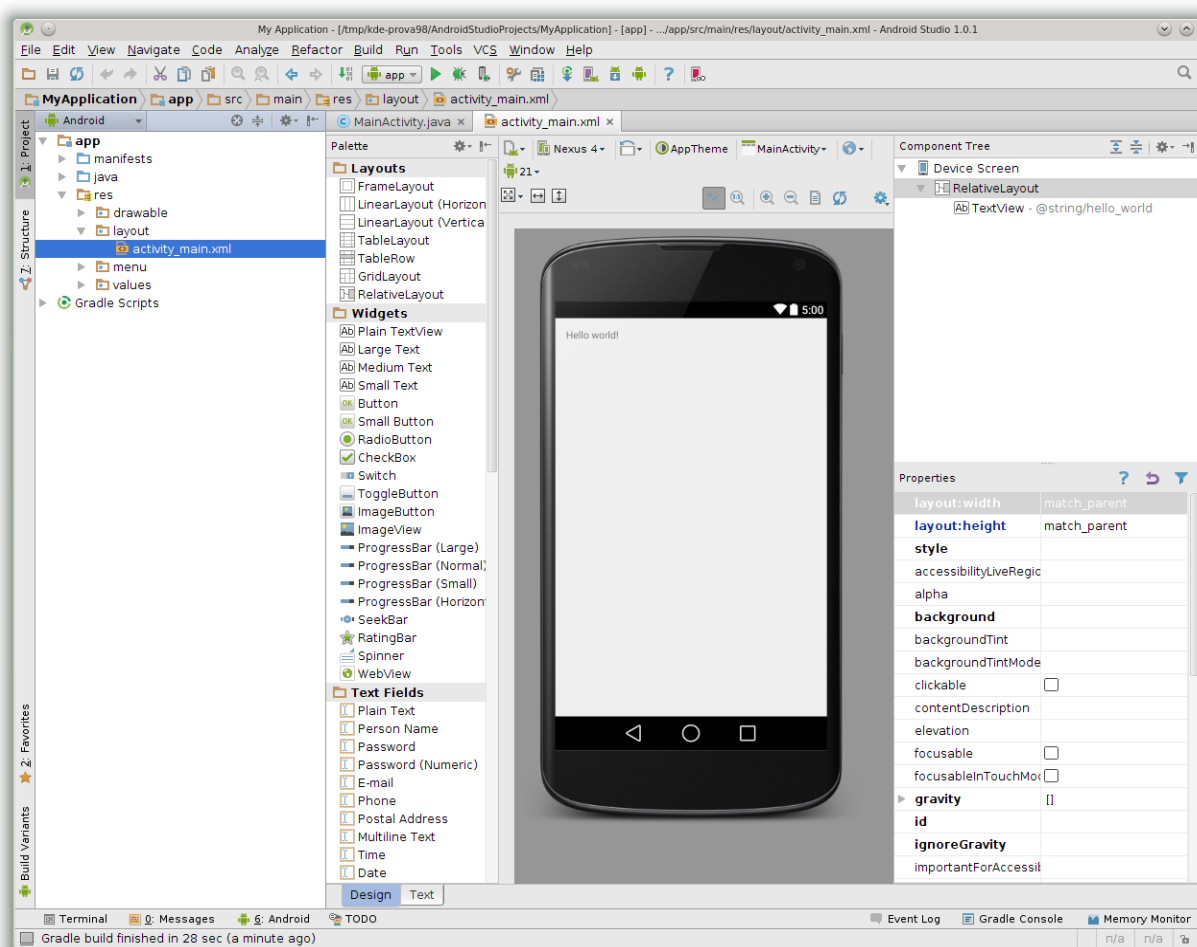 My Application - [/tmp/kde-prova98/AndroidStudioProjects/MyApplication] - [app] - .../app/src/main/res/layout/activity_main.xml - Android Studio 1.0.1
File Edit View Navigate Code Analyze Refactor Build Run Tools VCS Window Help
app
MyApplication app src main res layout activity_main.xml
1: Project
7: Structure
2: Favorites
Build Variants
Android
app
manifests
java
res
drawable
layout
activity_main.xml
menu
values
Gradle Scripts
MainActivity.java activity_main.xml
Palette
Layouts
FrameLayout
LinearLayout (Horizon
LinearLayout (Vertica
TableLayout
TableRow
GridLayout
RelativeLayout
Widgets
Plain TextView
Large Text
Medium Text
Small Text
Button
Small Button
RadioButton
CheckBox
Switch
ToggleButton
ImageButton
ImageView
ProgressBar (Large)
ProgressBar (Normal)
ProgressBar (Small)
ProgressBar (Horizon
SeekBar
RatingBar
Spinner
WebView
Text Fields
Plain Text
Person Name
Password
Password (Numeric)
E-mail
Phone
Postal Address
Multiline Text
Time
Date
Design Text
Nexus 4 AppTheme MainActivity
21
5:00
Hello world!
Component Tree
Device Screen
RelativeLayout
Ab TextView - @string/hello_world
Properties
layout:width match_parent
layout:height match_parent
style
accessibilityLiveRegio
alpha
background
backgroundTint
backgroundTintMode
clickable
contentDescription
elevation
focusable
focusableInTouchMo
gravity []
id
ignoreGravity
importantForAccessib
Terminal 0: Messages 6: Android TODO Event Log Gradle Console Memory Monitor
Gradle build finished in 28 sec (a minute ago) n/a n/a